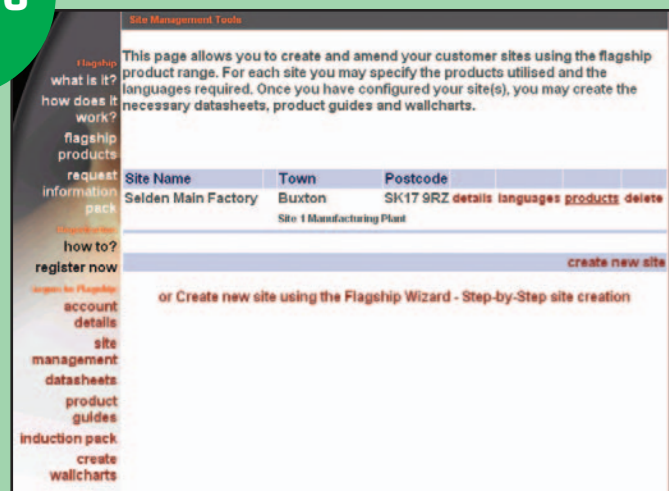 Site Management Tools
Flagship
what is it?
how does it
work?
flagship
products
request
information
pack
how to?
register now
account
details
site
management
datasheets
product
guides
induction pack
create
wallcharts
This page allows you to create and amend your customer sites using the flagship
product range. For each site you may specify the products utilised and the
languages required. Once you have configured your site(s), you may create the
necessary datasheets, product guides and wallcharts.
Site Name Town Postcode
Selden Main Factory Buxton SK17 9RZ details languages products delete
Site 1 Manufacturing Plant
create new site
or Create new site using the Flagship Wizard - Step-by-Step site creation